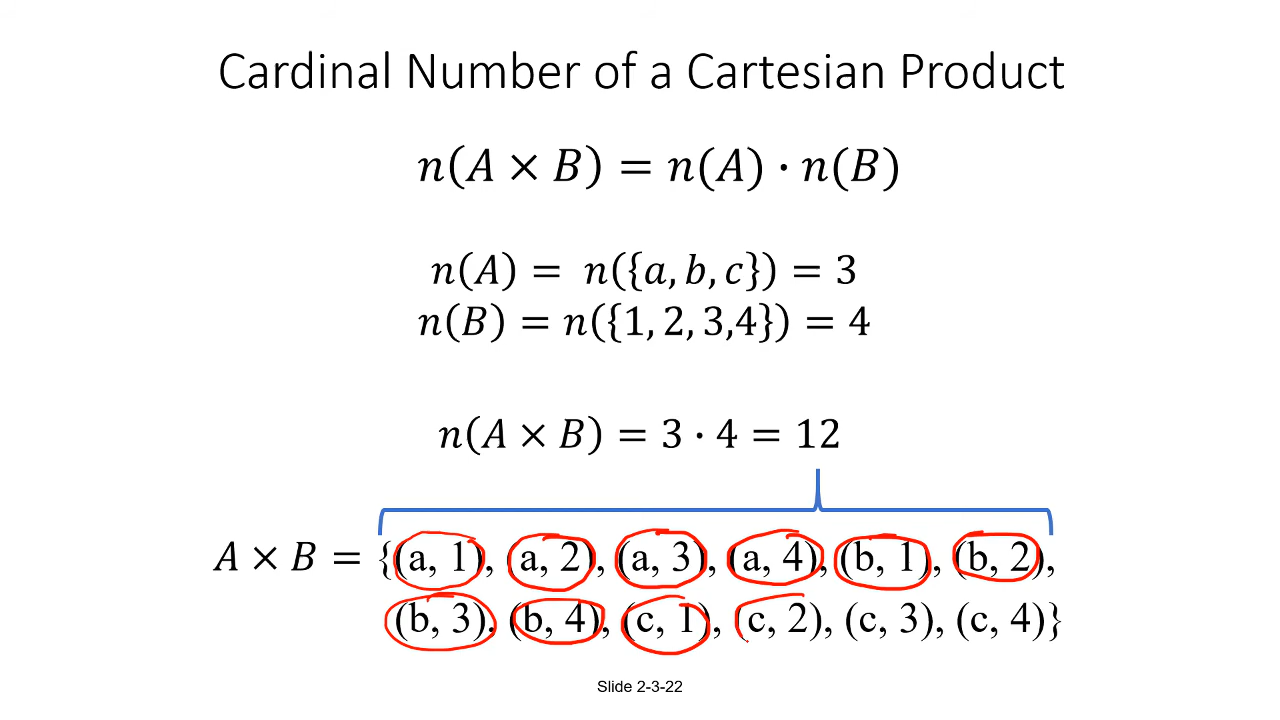 Cardinal Number of a Cartesian Product
n(A × B) = n(A) · n(B)
n(A) = n({a, b, c}) = 3
n(B) = n({1, 2, 3,4}) = 4
n(A × B) = 3 · 4 = 12
A × B = {(a, 1), (a, 2), (a, 3), (a, 4), (b, 1), (b, 2),
(b, 3), (b, 4), (c, 1), (c, 2), (c, 3), (c, 4)}
Slide 2-3-22